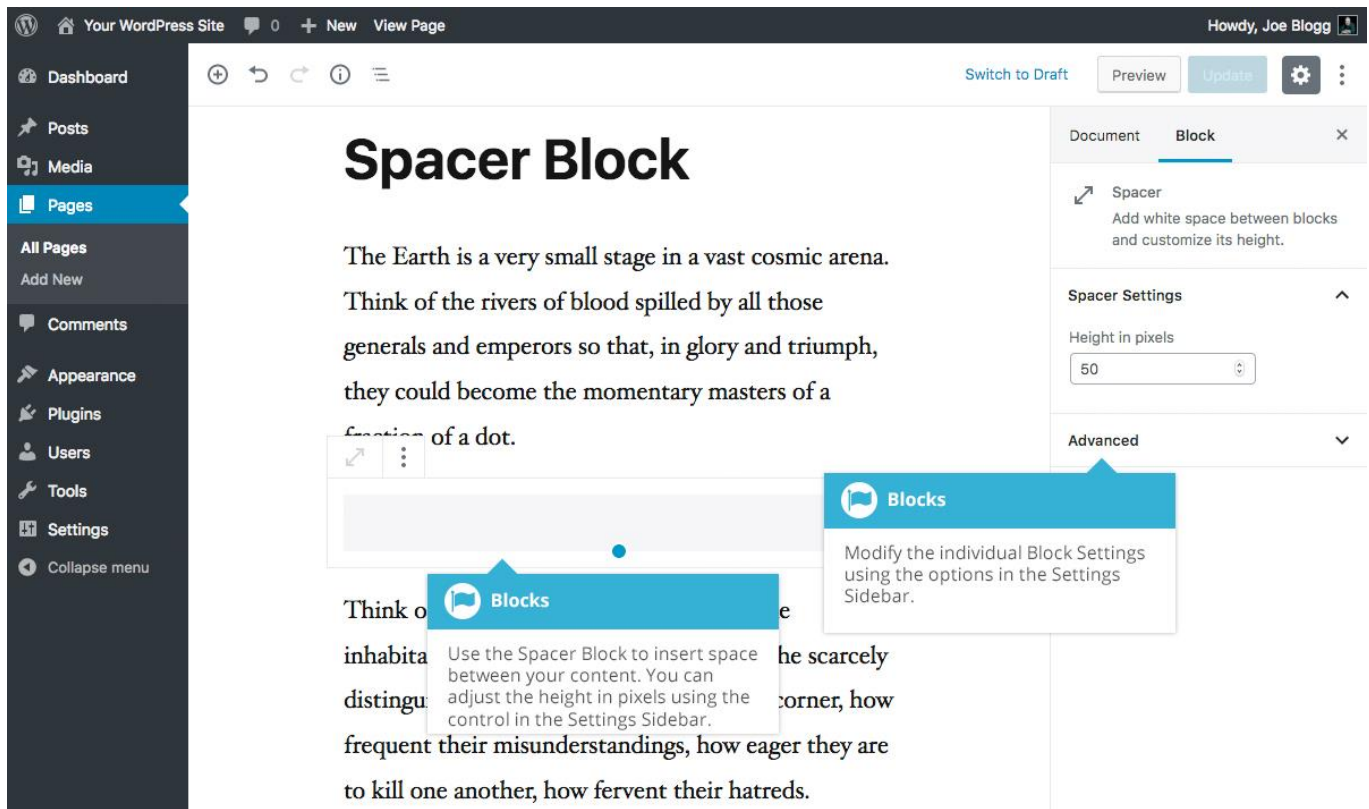 Your WordPress Site 0 New View Page Howdy, Joe Blogg
Dashboard
Posts
Media
Pages
All Pages
Add New
Comments
Appearance
Plugins
Users
Tools
Settings
Collapse menu
Switch to Draft Preview Update
Spacer Block
The Earth is a very small stage in a vast cosmic arena.
Think of the rivers of blood spilled by all those
generals and emperors so that, in glory and triumph,
they could become the momentary masters of a
fraction of a dot.
Blocks
Use the Spacer Block to insert space
between your content. You can
adjust the height in pixels using the
control in the Settings Sidebar.
Think
he scarcely
corner, how
frequent their misunderstandings, how eager they are
to kill one another, how fervent their hatreds.
Document Block
Spacer
Add white space between blocks
and customize its height.
Spacer Settings
Height in pixels
50
Advanced
Blocks
Modify the individual Block Settings
using the options in the Settings
Sidebar.